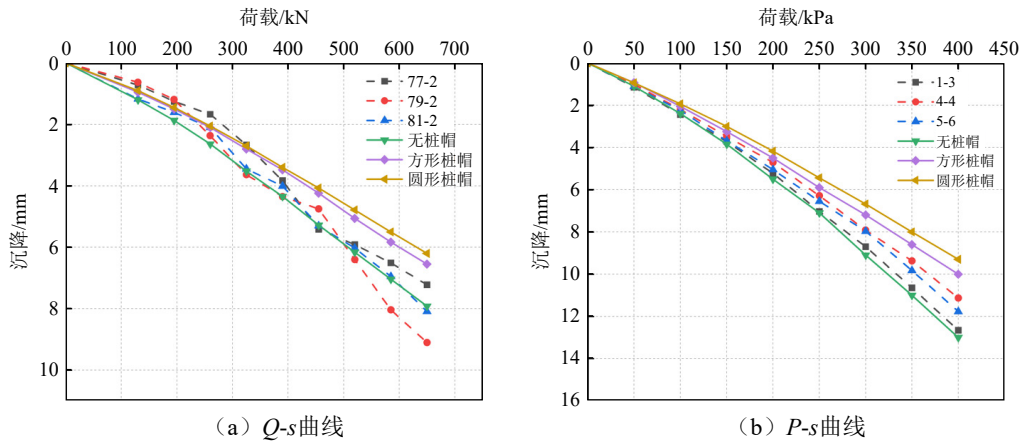 荷载/kN
0 100 200 300 400 500 600 700
0
2
4
6
8
10
沉降/mm
77-2
79-2
81-2
无桩帽
方形桩帽
圆形桩帽
(a) Q-s曲线
荷载/kPa
0 50 100 150 200 250 300 350 400 450
0
2
4
6
8
10
12
14
16
沉降/mm
1-3
4-4
5-6
无桩帽
方形桩帽
圆形桩帽
(b) P-s曲线